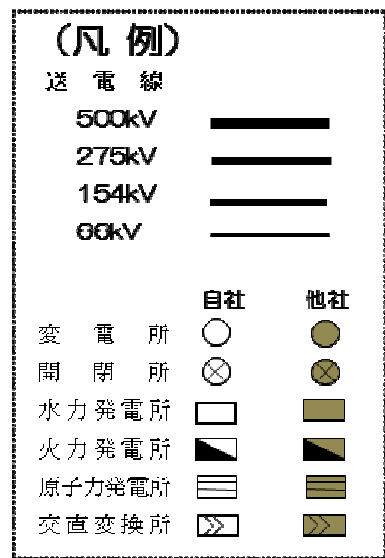 (凡 例)
送 電 線
500kV
275kV
154kV
66kV
自社 他社
変 電 所
開 閉 所
水力発電所
火力発電所
原子力発電所
交直変換所